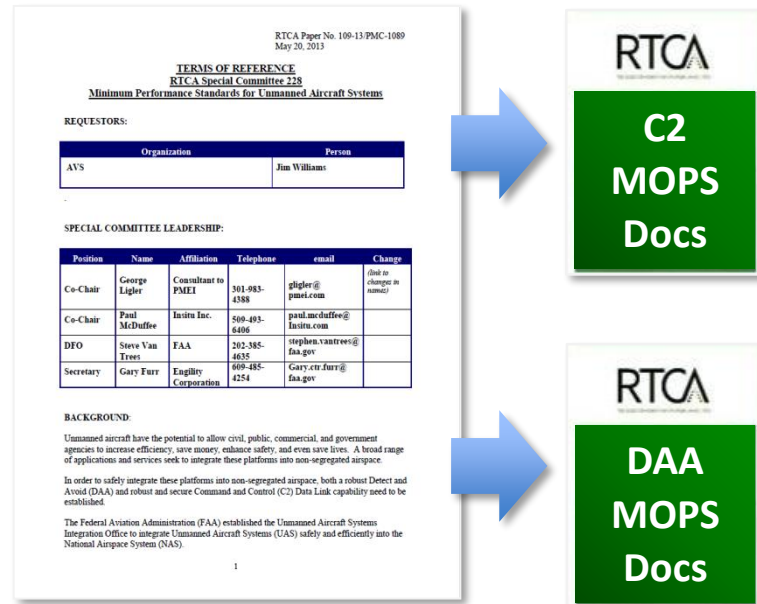 RTCA Paper No. 109-13/PMC-1089
May 20, 2013
TERMS OF REFERENCE
RTCA Special Committee 228
Minimum Performance Standards for Unmanned Aircraft Systems
REQUESTORS:
Organization Person
AVS Jim Williams
.
SPECIAL COMMITTEE LEADERSHIP:
Position Name Affiliation Telephone email Change
Co-Chair George Ligler Consultant to PMEI 301-983-4388 gligler@pmei.com (link to changes in names)
Co-Chair Paul McDuffee Insitu Inc. 509-493-6406 paul.mcduffee@Insitu.com
DFO Steve Van Trees FAA 202-385-4635 stephen.vantrees@faa.gov
Secretary Gary Furr Engility Corporation 609-485-4254 Gary.ctr.furr@faa.gov
BACKGROUND:
Unmanned aircraft have the potential to allow civil, public, commercial, and government
agencies to increase efficiency, save money, enhance safety, and even save lives. A broad range
of applications and services seek to integrate these platforms into non-segregated airspace.
In order to safely integrate these platforms into non-segregated airspace, both a robust Detect and
Avoid (DAA) and robust and secure Command and Control (C2) Data Link capability need to be
established.
The Federal Aviation Administration (FAA) established the Unmanned Aircraft Systems
Integration Office to integrate Unmanned Aircraft Systems (UAS) safely and efficiently into the
National Airspace System (NAS).
1
RTCA
C2
MOPS
Docs
RTCA
DAA
MOPS
Docs